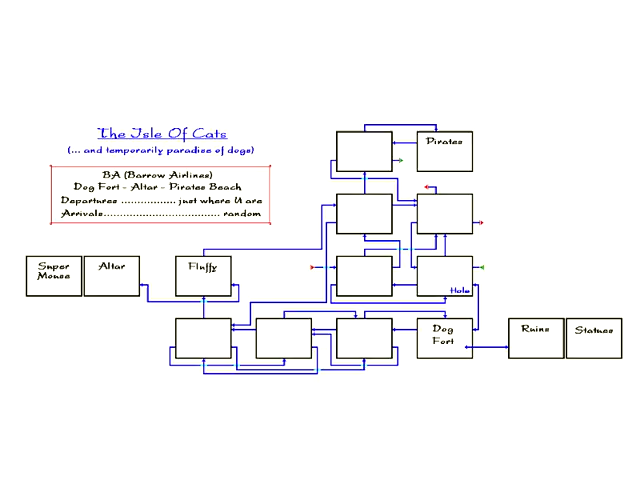 The Isle Of Cats
(... and temporarily paradise of dogs)
BA (Barrow Airlines)
Dog Fort - Altar - Pirates Beach
Departures ................ just where U are
Arrivals.................................. random
Pirates
Super Mouse
Altar
Fluffy
Hole
Dog Fort
Ruins
Statues